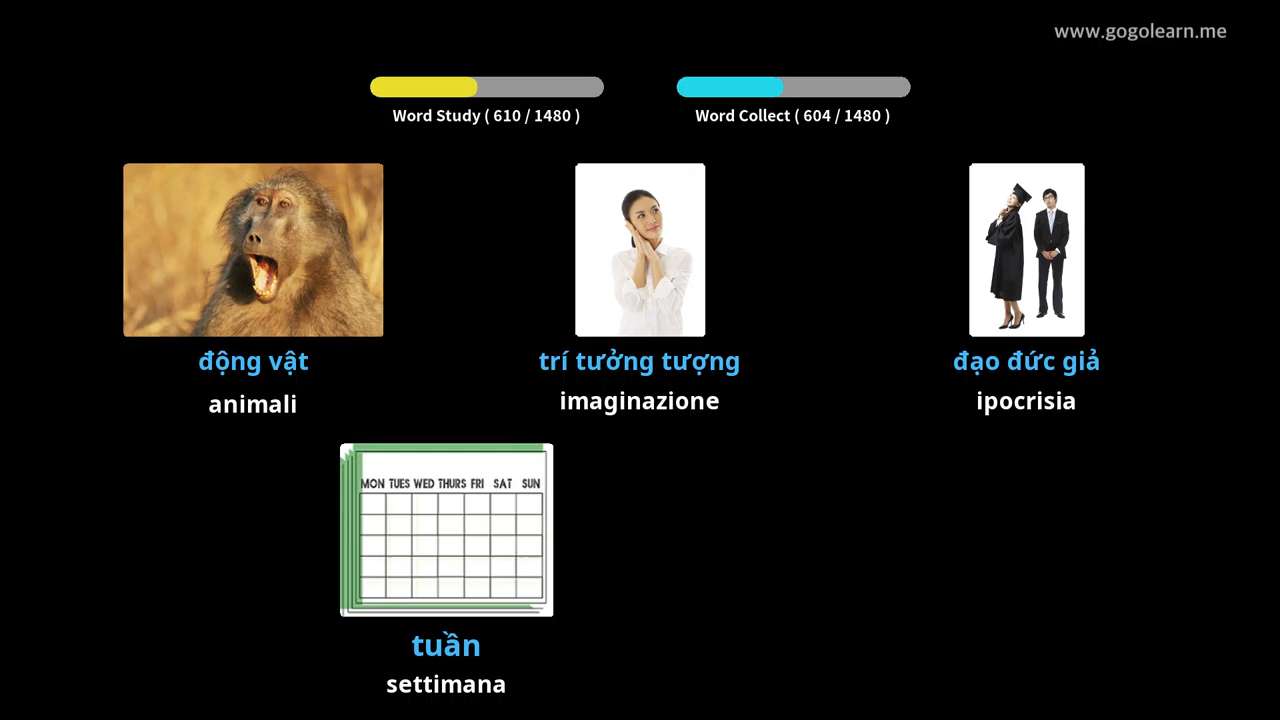 www.gogolearn.me
Word Study ( 610 / 1480 )
Word Collect ( 604 / 1480 )
động vật
animali
trí tưởng tượng
imaginazione
đạo đức giả
ipocrisia
MON TUES WED THURS FRI SAT SUN
tuần
settimana